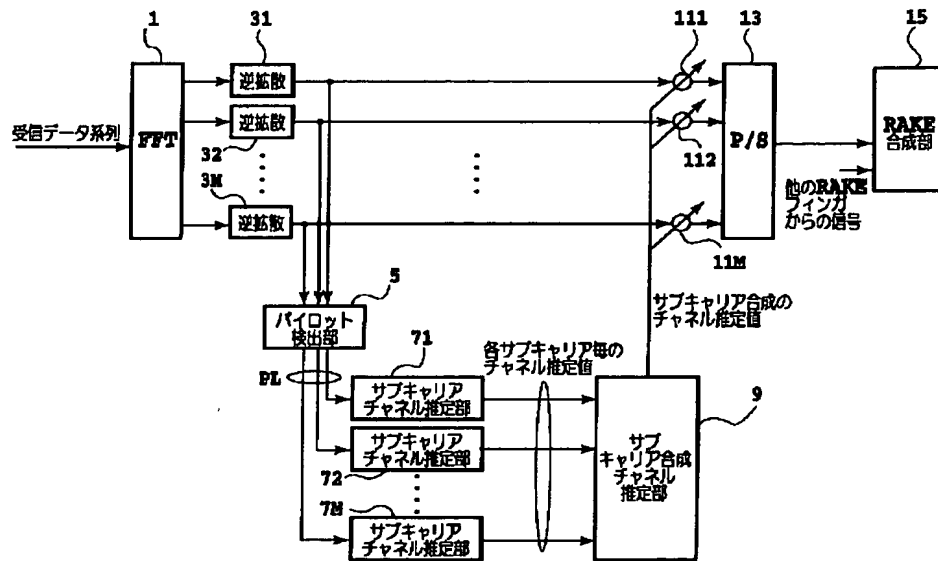 1
31
111
13
15
受信データ系列
FFT
逆拡散
逆拡散
32
3M
逆拡散
112
11M
P/S
RAKE
合成部
他のRAKE
フィンガ
からの信号
5
パイロット
検出部
PL
71
サブキャリア
チャネル推定部
サブキャリア
チャネル推定部
72
7M
サブキャリア
チャネル推定部
各サブキャリア毎の
チャネル推定値
サブキャリア合成の
チャネル推定値
9
サブ
キャリア合成
チャネル
推定部